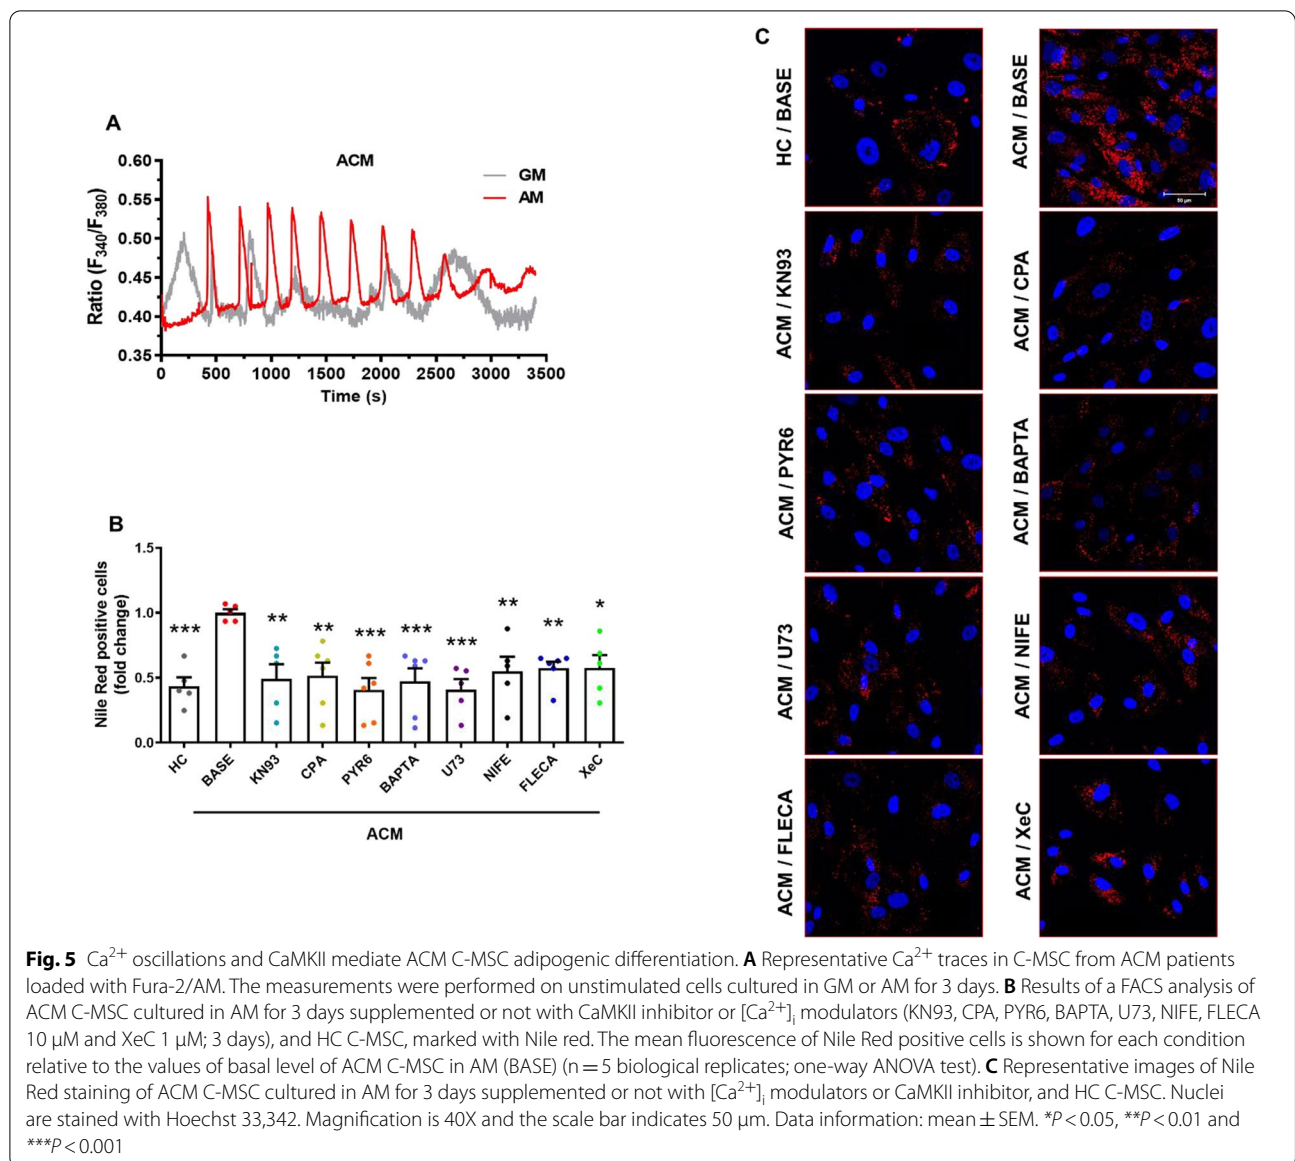 A
ACM
GM
AM
Ratio (F340/F380)
0.60
0.55
0.50
0.45
0.40
0.35
0 500 1000 1500 2000 2500 3000 3500
Time (s)
B
Nile Red positive cells
(fold change)
1.5
1.0
0.5
0.0
*** ** ** *** *** *** ** ** *
HC BASE KN93 CPA PYR6 BAPTA U73 NIFE FLECA XeC
ACM
C
HC / BASE
ACM / BASE
50 µm
ACM / KN93
ACM / CPA
ACM / PYR6
ACM / BAPTA
ACM / U73
ACM / NIFE
ACM / FLECA
ACM / XeC
Fig. 5 Ca2+ oscillations and CaMKII mediate ACM C-MSC adipogenic differentiation. A Representative Ca2+ traces in C-MSC from ACM patients
loaded with Fura-2/AM. The measurements were performed on unstimulated cells cultured in GM or AM for 3 days. B Results of a FACS analysis of
ACM C-MSC cultured in AM for 3 days supplemented or not with CaMKII inhibitor or [Ca2+]i modulators (KN93, CPA, PYR6, BAPTA, U73, NIFE, FLECA
10 µM and XeC 1 µM; 3 days), and HC C-MSC, marked with Nile red. The mean fluorescence of Nile Red positive cells is shown for each condition
relative to the values of basal level of ACM C-MSC in AM (BASE) (n = 5 biological replicates; one-way ANOVA test). C Representative images of Nile
Red staining of ACM C-MSC cultured in AM for 3 days supplemented or not with [Ca2+]i modulators or CaMKII inhibitor, and HC C-MSC. Nuclei
are stained with Hoechst 33,342. Magnification is 40X and the scale bar indicates 50 µm. Data information: mean ± SEM. *P < 0.05, **P < 0.01 and
***P < 0.001